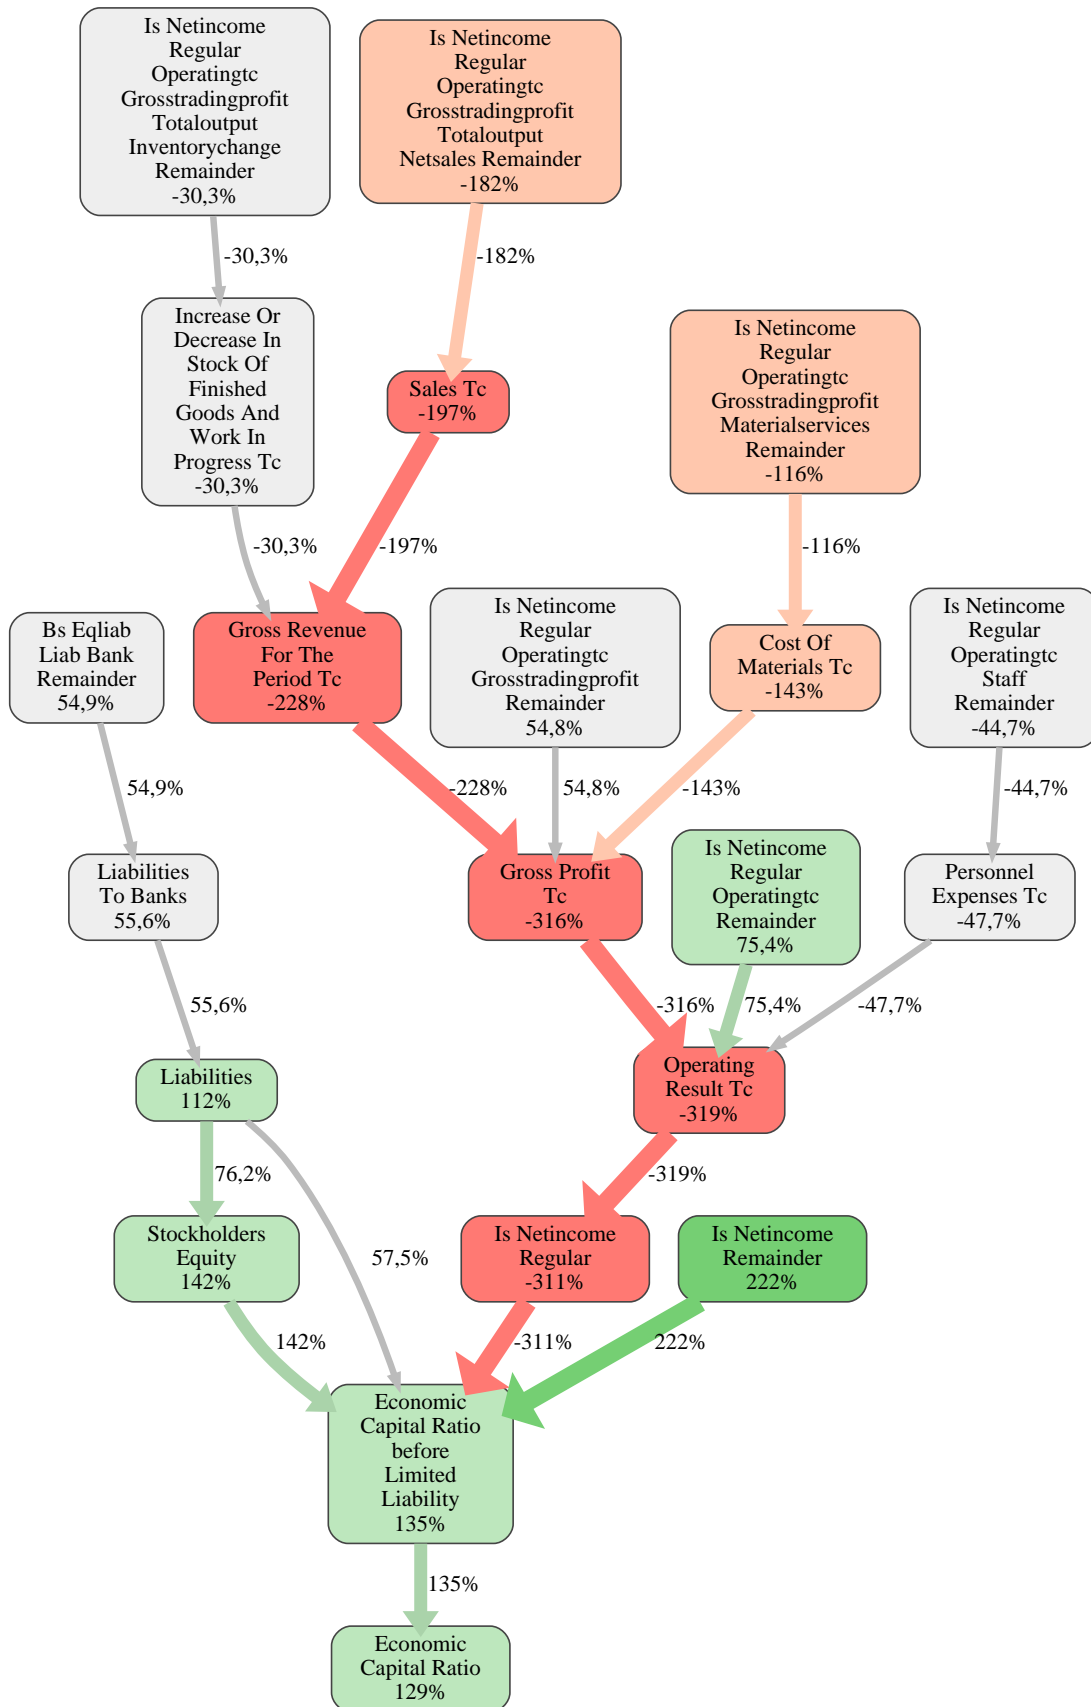 Is Netincome
Regular
Operatingtc
Grosstradingprofit
Totaloutput
Inventorychange
Remainder
-30,3%
Is Netincome
Regular
Operatingtc
Grosstradingprofit
Totaloutput
Netsales Remainder
-182%
-30,3%
-182%
Increase Or
Decrease In
Stock Of
Finished
Goods And
Work In
Progress Tc
-30,3%
Sales Tc
-197%
Is Netincome
Regular
Operatingtc
Grosstradingprofit
Materialservices
Remainder
-116%
-30,3%
-197%
-116%
Bs Eqliab
Liab Bank
Remainder
54,9%
Gross Revenue
For The
Period Tc
-228%
Is Netincome
Regular
Operatingtc
Grosstradingprofit
Remainder
54,8%
Cost Of
Materials Tc
-143%
Is Netincome
Regular
Operatingtc
Staff
Remainder
-44,7%
54,9%
-228%
54,8%
-143%
-44,7%
Liabilities
To Banks
55,6%
Gross Profit
Tc
-316%
Is Netincome
Regular
Operatingtc
Remainder
75,4%
Personnel
Expenses Tc
-47,7%
55,6%
-316%
75,4%
-47,7%
Liabilities
112%
Operating
Result Tc
-319%
76,2%
-319%
Stockholders
Equity
142%
57,5%
Is Netincome
Regular
-311%
Is Netincome
Remainder
222%
142%
-311%
222%
Economic
Capital Ratio
before
Limited
Liability
135%
135%
Economic
Capital Ratio
129%